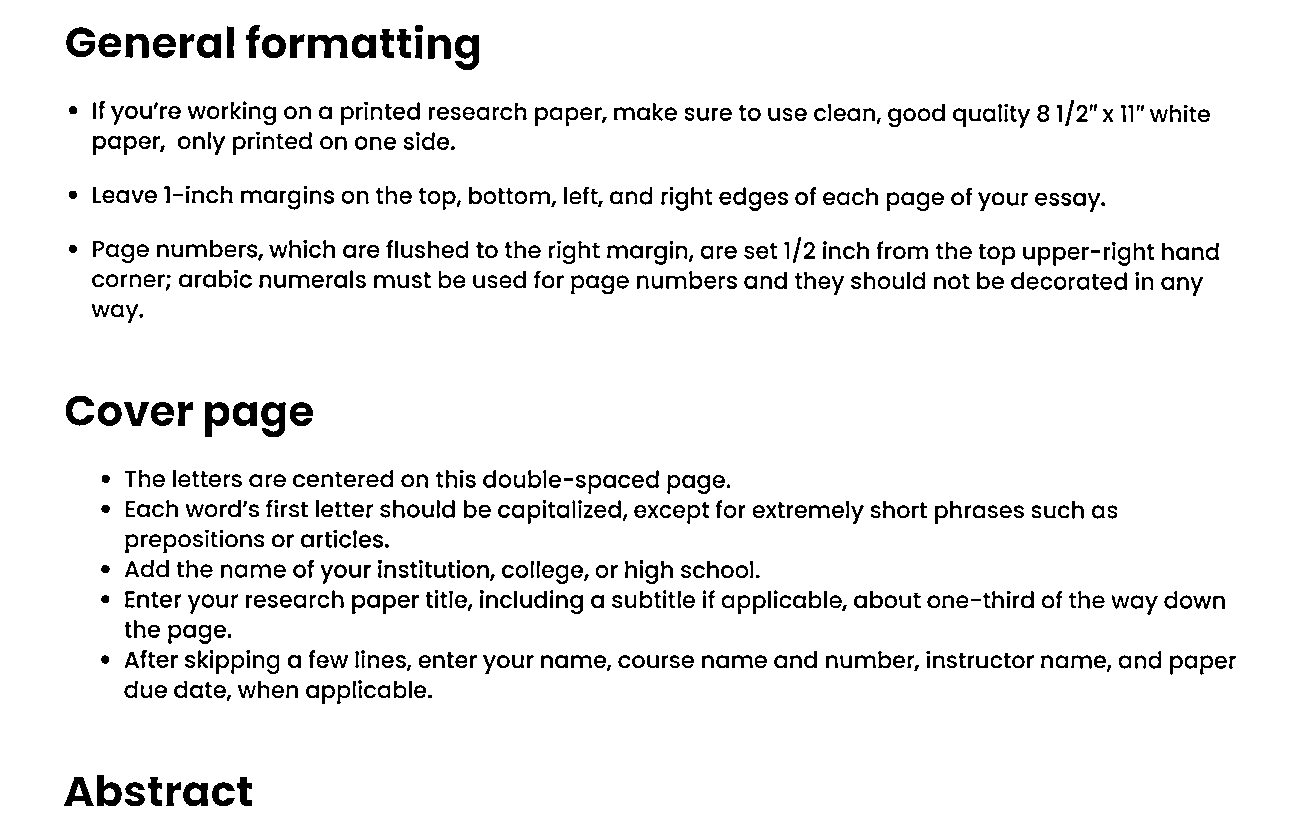 General formatting
• If you're working on a printed research paper, make sure to use clean, good quality 8 1/2" x 11" white
paper,  only printed on one side.
• Leave 1-inch margins on the top, bottom, left, and right edges of each page of your essay.
• Page numbers, which are flushed to the right margin, are set 1/2 inch from the top upper-right hand
corner; arabic numerals must be used for page numbers and they should not be decorated in any
way.
Cover page
• The letters are centered on this double-spaced page.
• Each word's first letter should be capitalized, except for extremely short phrases such as
prepositions or articles.
• Add the name of your institution, college, or high school.
• Enter your research paper title, including a subtitle if applicable, about one-third of the way down
the page.
• After skipping a few lines, enter your name, course name and number, instructor name, and paper
due date, when applicable.
Abstract